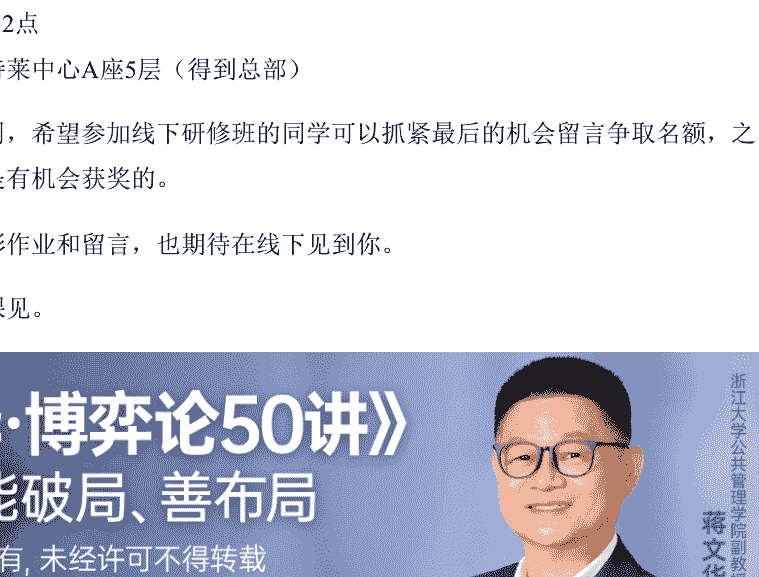 2点
莱中心A座5层（得到总部）
，希望参加线下研修班的同学可以抓紧最后的机会留言争取名额，之
是有机会获奖的。
作业和留言，也期待在线下见到你。
课见。
·博弈论50讲》
能破局、善布局
有, 未经许可不得转载
浙江大学公共管理学院副教授
蒋文华